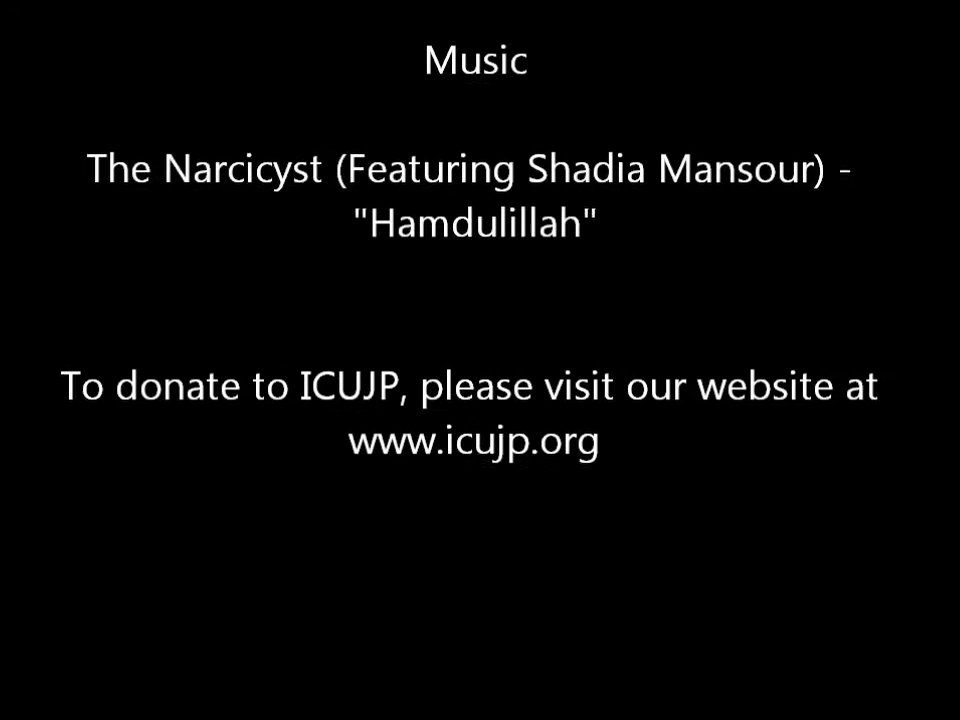 Music
The Narcicyst (Featuring Shadia Mansour) -
"Hamdulillah"
To donate to ICUJP, please visit our website at
www.icujp.org